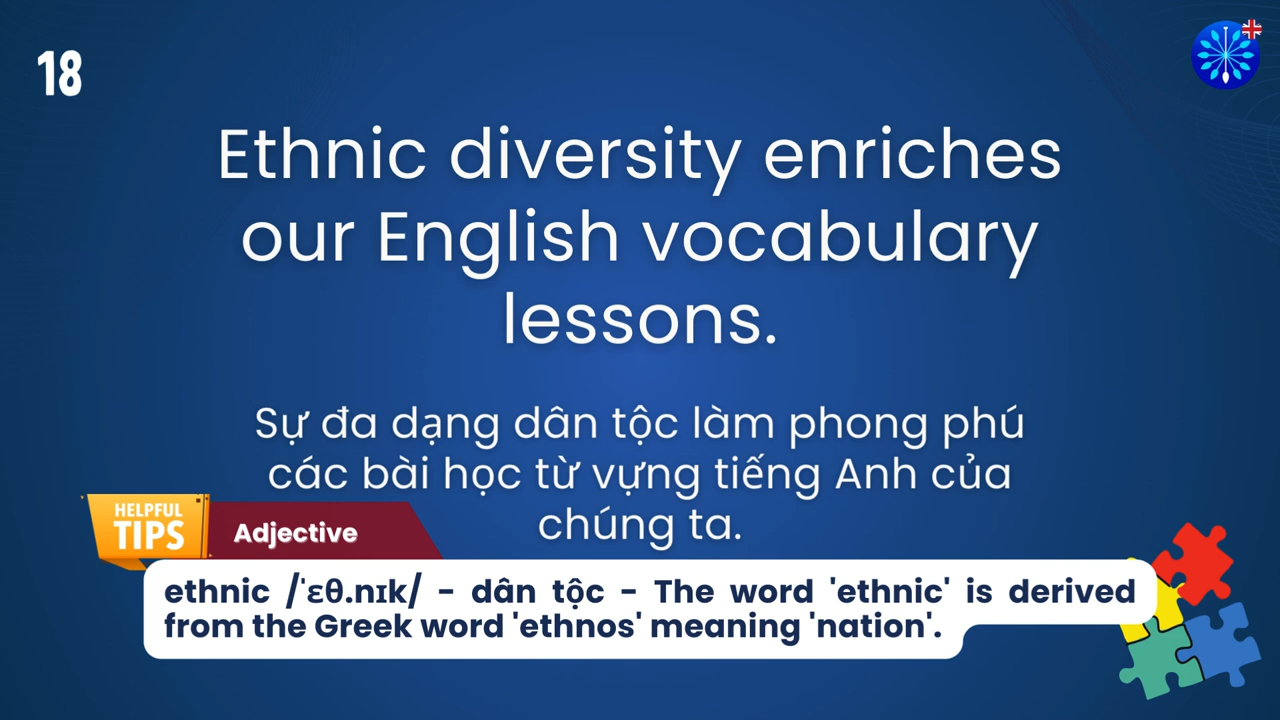 18
Ethnic diversity enriches
our English vocabulary
lessons.
Sự đa dạng dân tộc làm phong phú
các bài học từ vựng tiếng Anh của
chúng ta.
HELPFUL
TIPS
Adjective
ethnic /ˈɛθ.nɪk/ - dân tộc - The word 'ethnic' is derived
from the Greek word 'ethnos' meaning 'nation'.